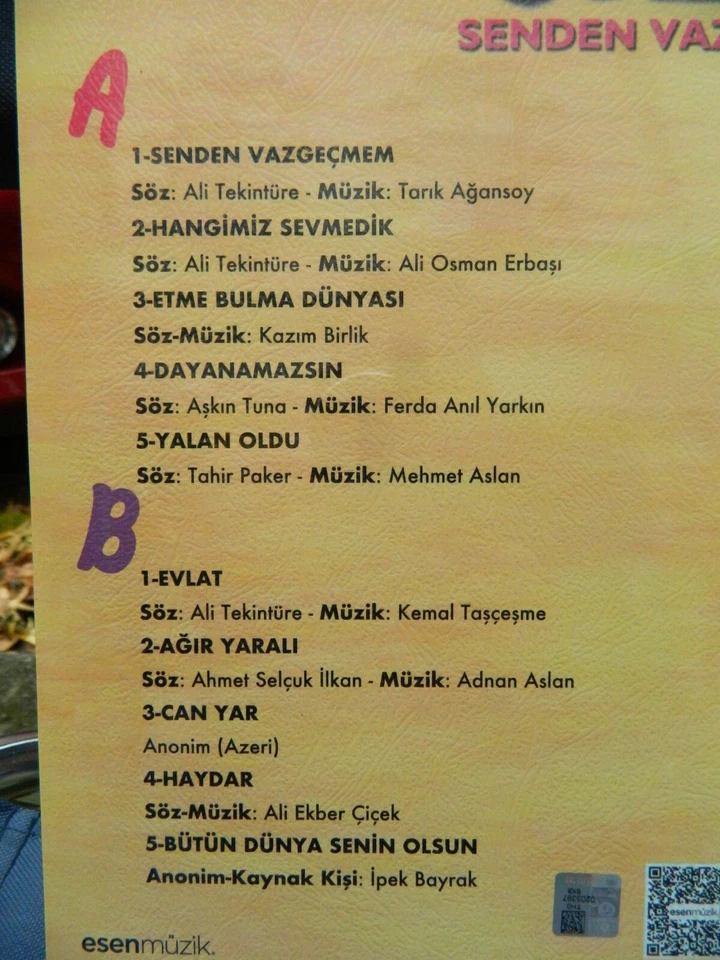 SENDEN
A
1-SENDEN VAZGEÇMEM
Söz: Ali Tekintüre - Müzik: Tarık Ağansoy
2-HANGİMİZ SEVMEDİK
Söz: Ali Tekintüre - Müzik: Ali Osman Erbaşı
3-ETME BULMA DÜNYASI
Söz-Müzik: Kazım Birlik
4-DAYANAMAZSIN
Söz: Aşkın Tuna - Müzik: Ferda Anıl Yarkın
5-YALAN OLDU
Söz: Tahir Paker - Müzik: Mehmet Aslan
B
1-EVLAT
Söz: Ali Tekintüre - Müzik: Kemal Taşçeşme
2-AĞIR YARALI
Söz: Ahmet Selçuk İlkan - Müzik: Adnan Aslan
3-CAN YAR
Anonim (Azeri)
4-HAYDAR
Söz-Müzik: Ali Ekber Çiçek
5-BÜTÜN DÜNYA SENİN OLSUN
Anonim-Kaynak Kişi: İpek Bayrak
esenmüzik.
esenmüzik